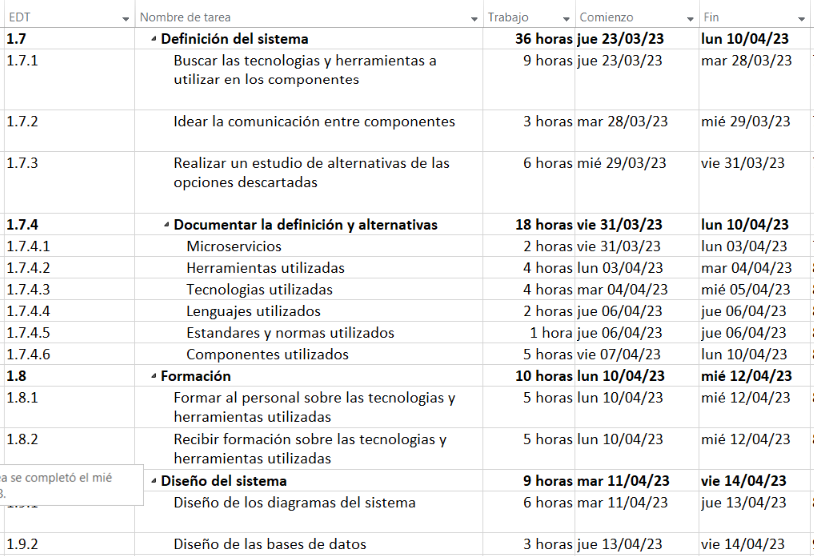 EDT Nombre de tarea Trabajo Comienzo Fin
1.7 Definición del sistema 36 horas jue 23/03/23 lun 10/04/23
1.7.1 Buscar las tecnologias y herramientas a 9 horas jue 23/03/23 mar 28/03/23
utilizar en los componentes
1.7.2 Idear la comunicación entre componentes 3 horas mar 28/03/23 mié 29/03/23
1.7.3 Realizar un estudio de alternativas de las 6 horas mié 29/03/23 vie 31/03/23
opciones descartadas
1.7.4 Documentar la definición y alternativas 18 horas vie 31/03/23 lun 10/04/23
1.7.4.1 Microservicios 2 horas vie 31/03/23 lun 03/04/23
1.7.4.2 Herramientas utilizadas 4 horas lun 03/04/23 mar 04/04/23
1.7.4.3 Tecnologias utilizadas 4 horas mar 04/04/23 mié 05/04/23
1.7.4.4 Lenguajes utilizados 2 horas jue 06/04/23 jue 06/04/23
1.7.4.5 Estandares y normas utilizados 1 hora jue 06/04/23 jue 06/04/23
1.7.4.6 Componentes utilizados 5 horas vie 07/04/23 lun 10/04/23
1.8 Formación 10 horas lun 10/04/23 mié 12/04/23
1.8.1 Formar al personal sobre las tecnologias y 5 horas lun 10/04/23 mié 12/04/23
herramientas utilizadas
1.8.2 Recibir formación sobre las tecnologias y 5 horas lun 10/04/23 mié 12/04/23
herramientas utilizadas
se completó el mié
Diseño del sistema 9 horas mar 11/04/23 vie 14/04/23
Diseño de los diagramas del sistema 6 horas mar 11/04/23 jue 13/04/23
1.9.2 Diseño de las bases de datos 3 horas jue 13/04/23 vie 14/04/23